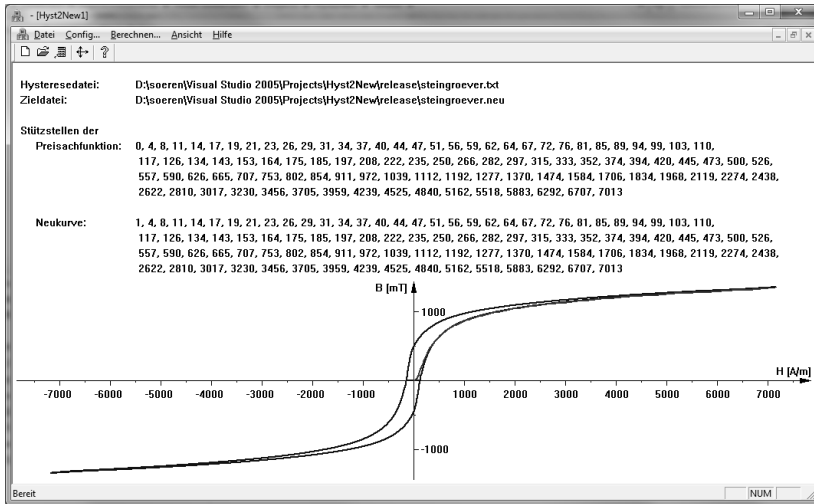 - [Hyst2New1]
Datei Config... Berechnen... Ansicht Hilfe
Hysteresedatei: D:\soeren\Visual Studio 2005\Projects\Hyst2New\release\steingroever.txt
Zieldatei: D:\soeren\Visual Studio 2005\Projects\Hyst2New\release\steingroever.neu
Stützstellen der
Preisachfunktion: 0, 4, 8, 11, 14, 17, 19, 21, 23, 26, 29, 31, 34, 37, 40, 44, 47, 51, 56, 59, 62, 64, 67, 72, 76, 81, 85, 89, 94, 99, 103, 110,
117, 126, 134, 143, 153, 164, 175, 185, 197, 208, 222, 235, 250, 266, 282, 297, 315, 333, 352, 374, 394, 420, 445, 473, 500, 526,
557, 590, 626, 665, 707, 753, 802, 854, 911, 972, 1039, 1112, 1192, 1277, 1370, 1474, 1584, 1706, 1834, 1968, 2119, 2274, 2438,
2622, 2810, 3017, 3230, 3456, 3705, 3959, 4239, 4525, 4840, 5162, 5518, 5883, 6292, 6707, 7013
Neukurve: 1, 4, 8, 11, 14, 17, 19, 21, 23, 26, 29, 31, 34, 37, 40, 44, 47, 51, 56, 59, 62, 64, 67, 72, 76, 81, 85, 89, 94, 99, 103, 110,
117, 126, 134, 143, 153, 164, 175, 185, 197, 208, 222, 235, 250, 266, 282, 297, 315, 333, 352, 374, 394, 420, 445, 473, 500, 526,
557, 590, 626, 665, 707, 753, 802, 854, 911, 972, 1039, 1112, 1192, 1277, 1370, 1474, 1584, 1706, 1834, 1968, 2119, 2274, 2438,
2622, 2810, 3017, 3230, 3456, 3705, 3959, 4239, 4525, 4840, 5162, 5518, 5883, 6292, 6707, 7013
B [mT]
1000
H [A/m]
-7000 -6000 -5000 -4000 -3000 -2000 -1000 1000 2000 3000 4000 5000 6000 7000
-1000
Bereit NUM